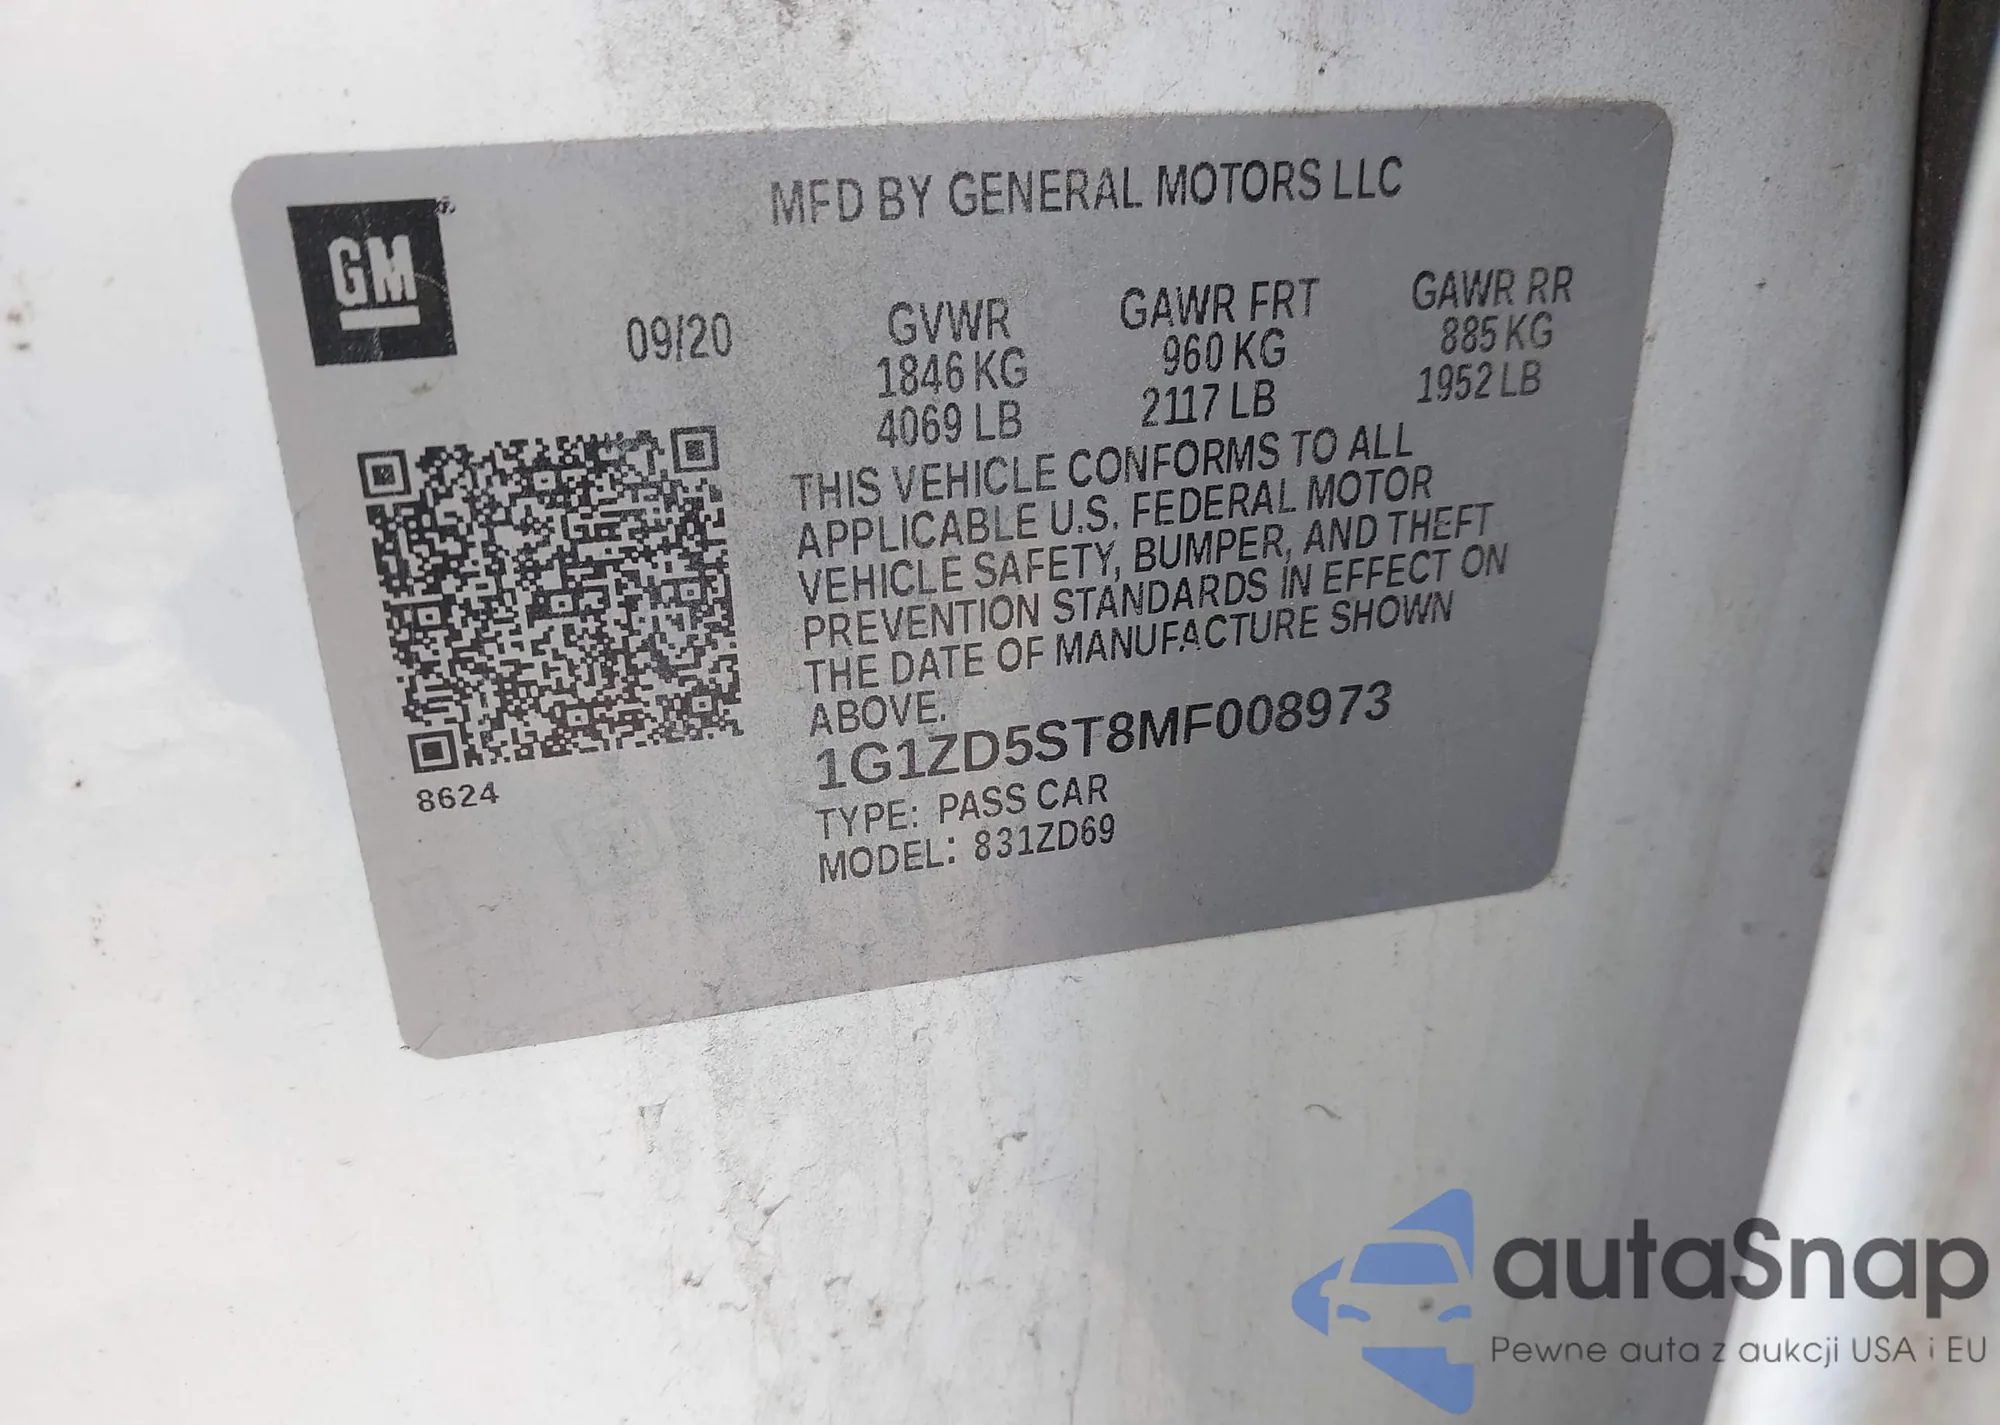 GM
MFD BY GENERAL MOTORS LLC
09/20
GVWR
1846 KG
4069 LB
GAWR FRT
960 KG
2117 LB
GAWR RR
885 KG
1952 LB
THIS VEHICLE CONFORMS TO ALL
APPLICABLE U.S. FEDERAL MOTOR
VEHICLE SAFETY, BUMPER, AND THEFT
PREVENTION STANDARDS IN EFFECT ON
THE DATE OF MANUFACTURE SHOWN
ABOVE.
1G1ZD5ST8MF008973
TYPE: PASS CAR
MODEL: 831ZD69
8624
autaSnap
Pewne auta z aukcji USA i EU